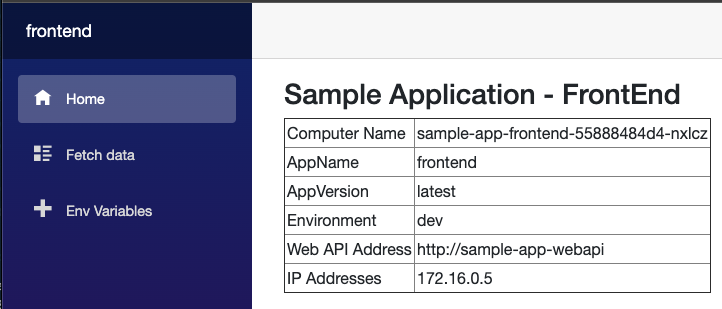 frontend
Home
Fetch data
Env Variables
Sample Application - FrontEnd
Computer Name sample-app-frontend-55888484d4-nxlcz
AppName frontend
AppVersion latest
Environment dev
Web API Address http://sample-app-webapi
IP Addresses 172.16.0.5